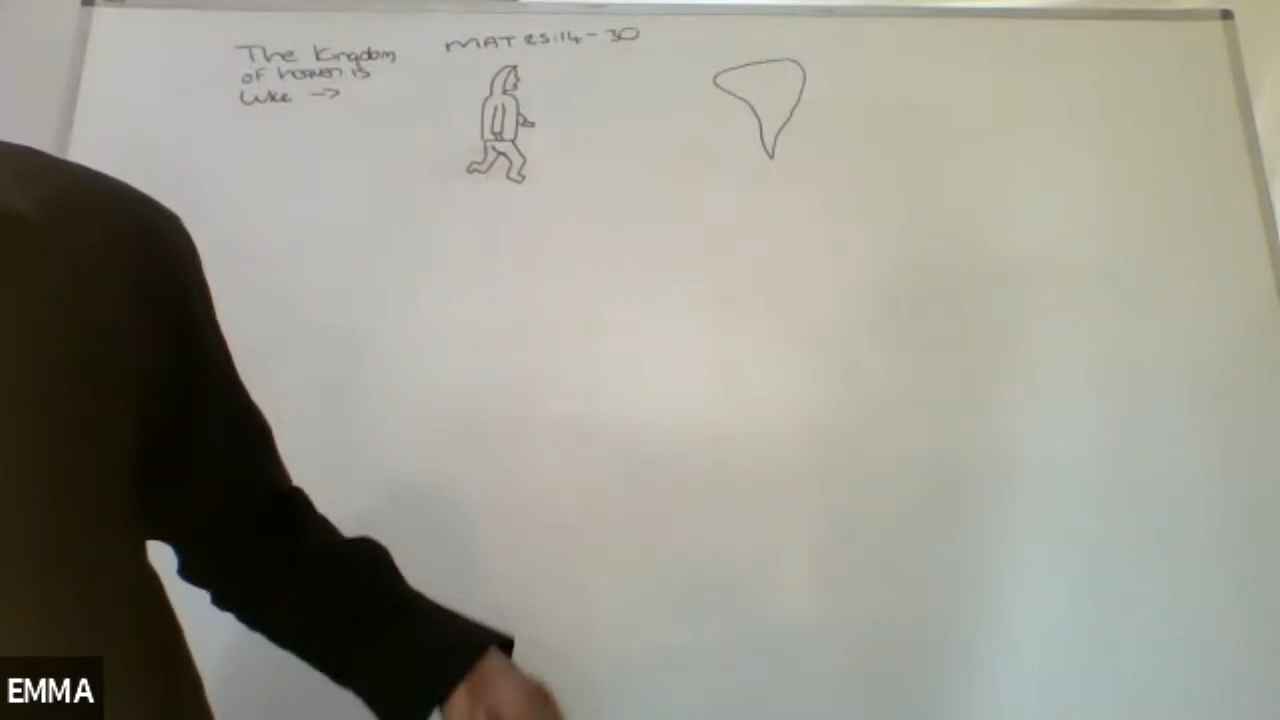 The Kingdom
of heaven is
like →
MAT 25:14-30
EMMA